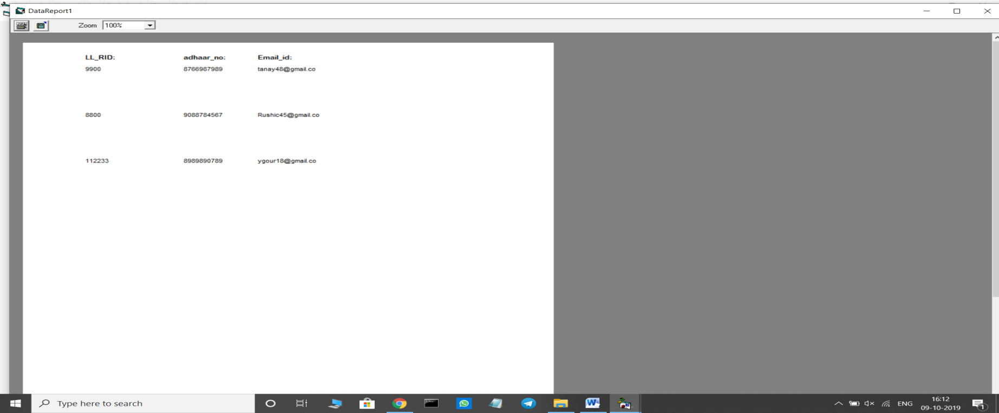 DataReport1
Zoom 100%
LL_RID: adhaar_no: Email_id:
9900 8766987989 tanay48@gmail.co
8800 9088784567 Rushic45@gmail.co
112233 8989890789 ygour18@gmail.co
Type here to search
ENG
16:12
09-10-2019
1